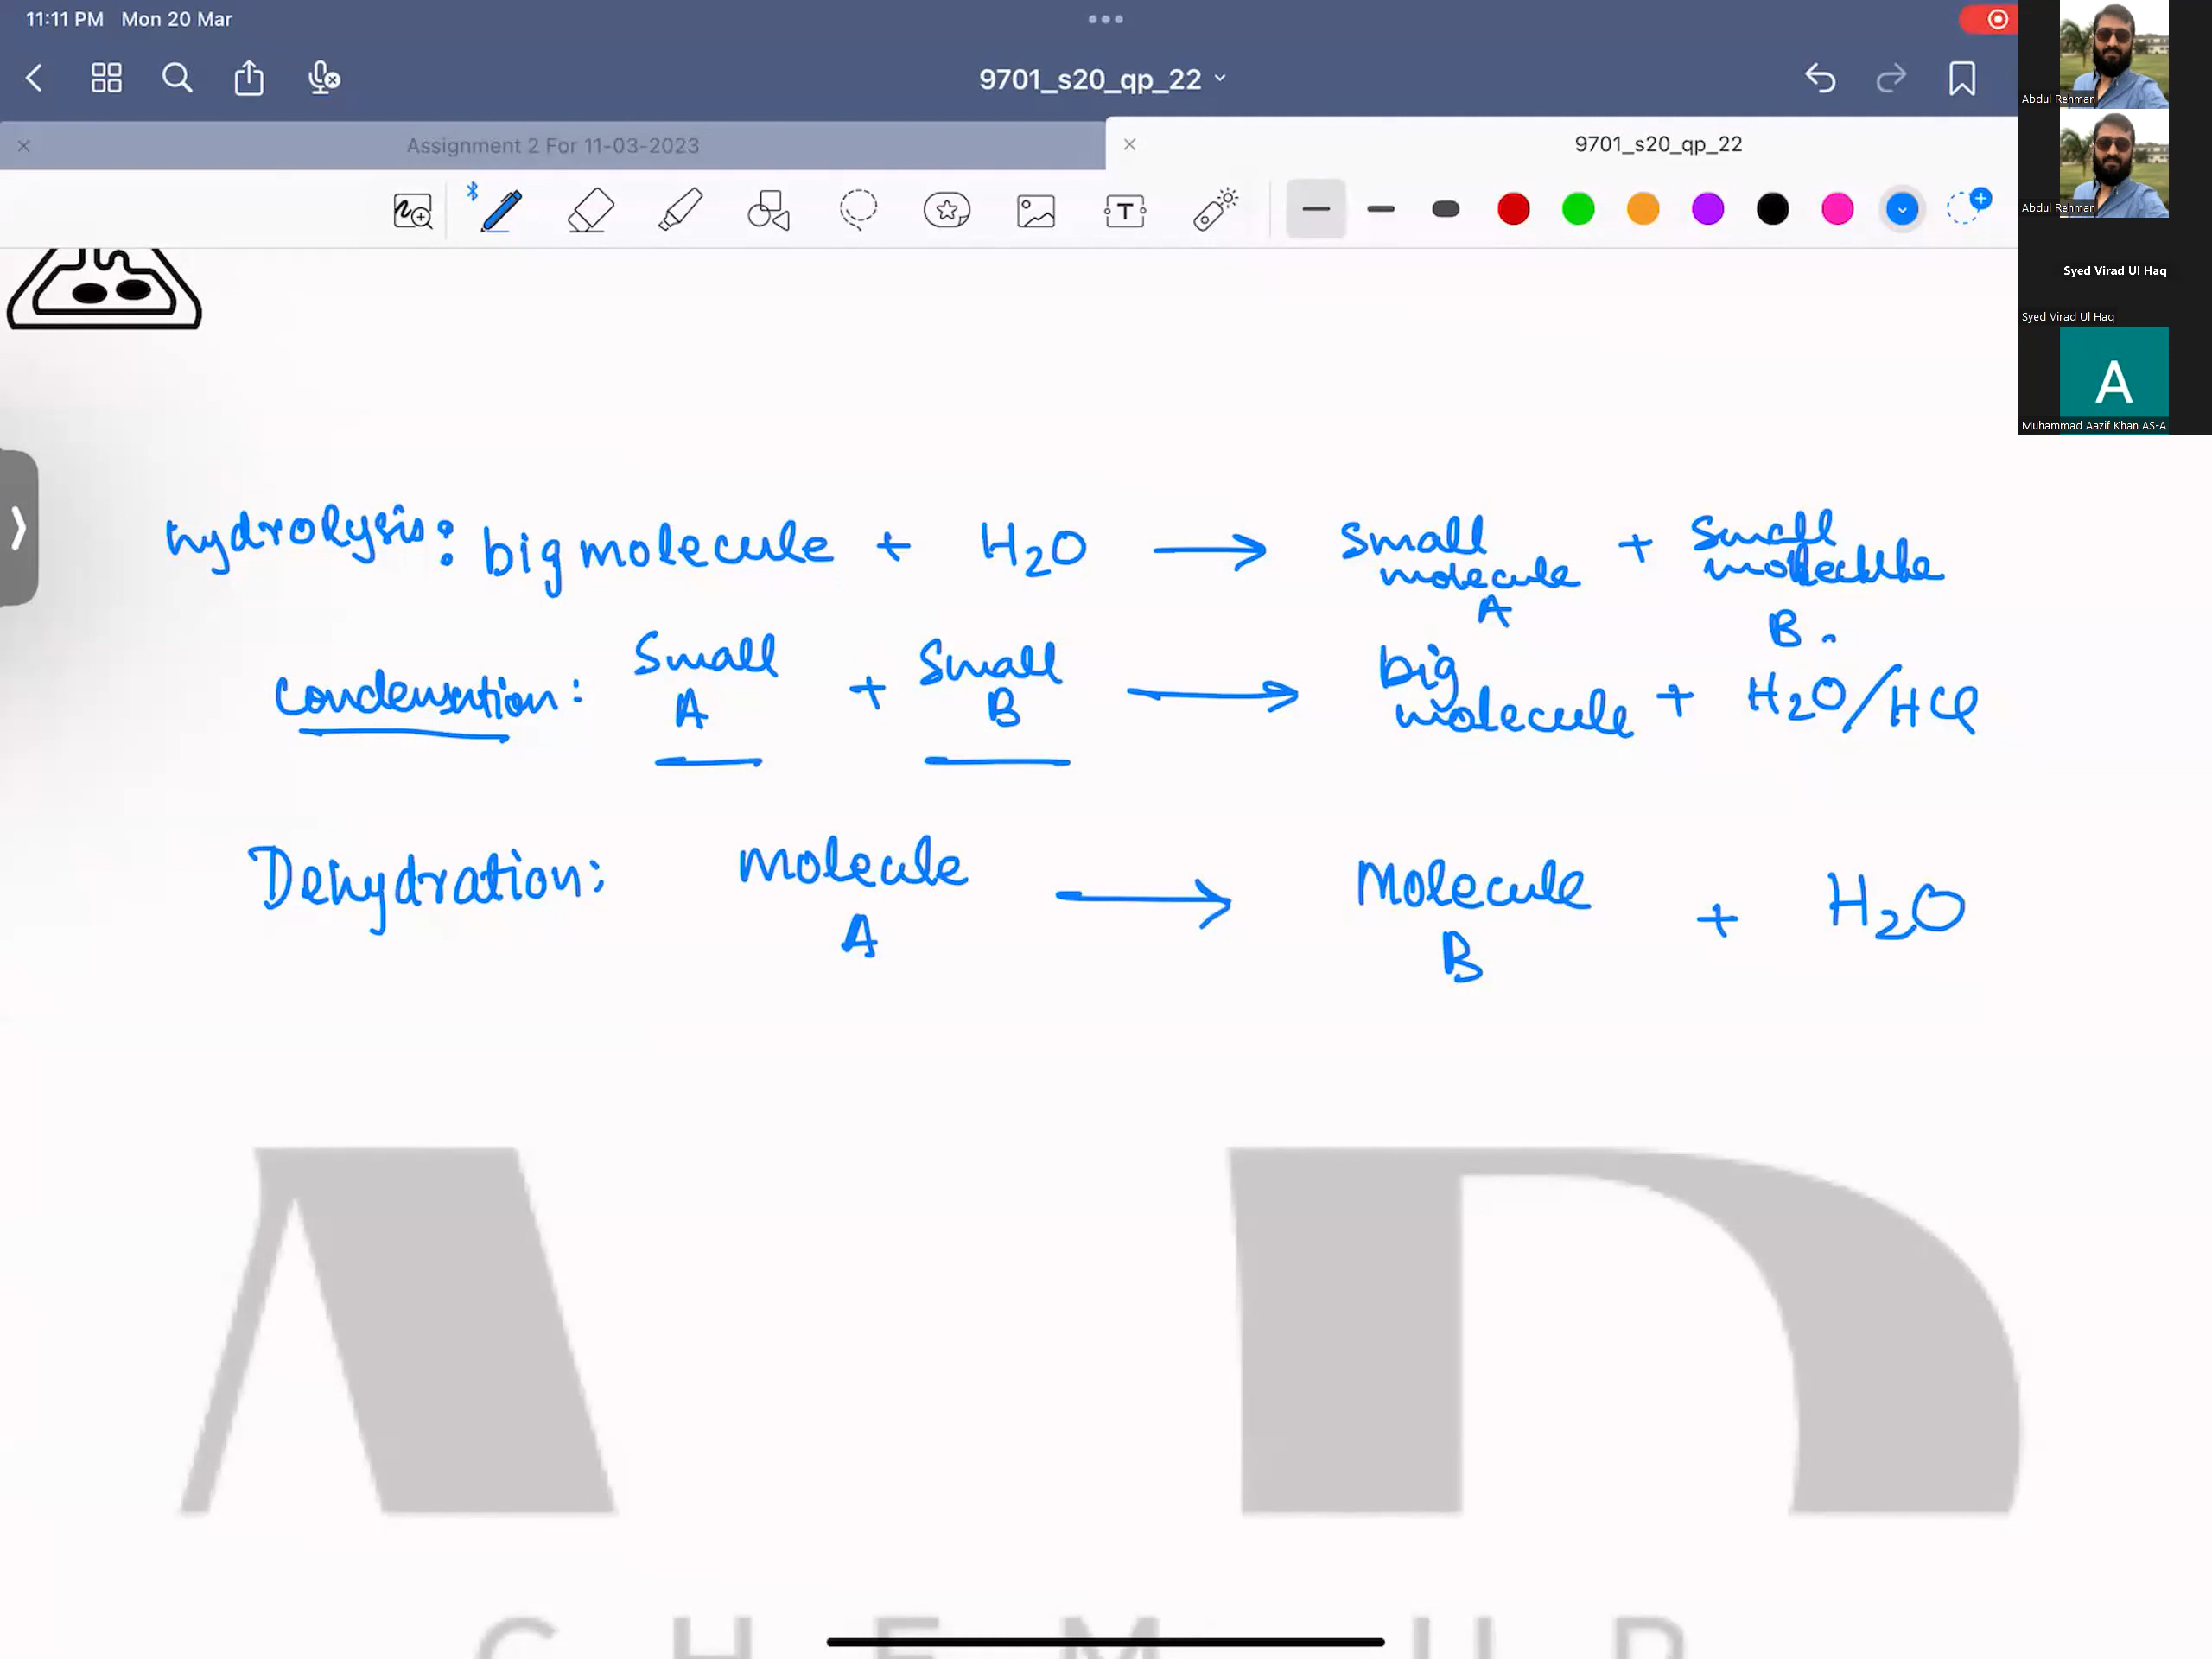 11:11 PM Mon 20 Mar
9701_s20_qp_22
Assignment 2 For 11-03-2023
9701_s20_qp_22
T
Abdul Rehman
Abdul Rehman
Syed Virad Ul Haq
Syed Virad Ul Haq
A
Muhammad Aazif Khan AS-A
hydrolysis: big molecule + H2O → small molecule A + small molecule B.
Condensation: Small A + Small B → big molecule + H2O/HCl
Dehydration: Molecule A → Molecule B + H2O
CHEM UP